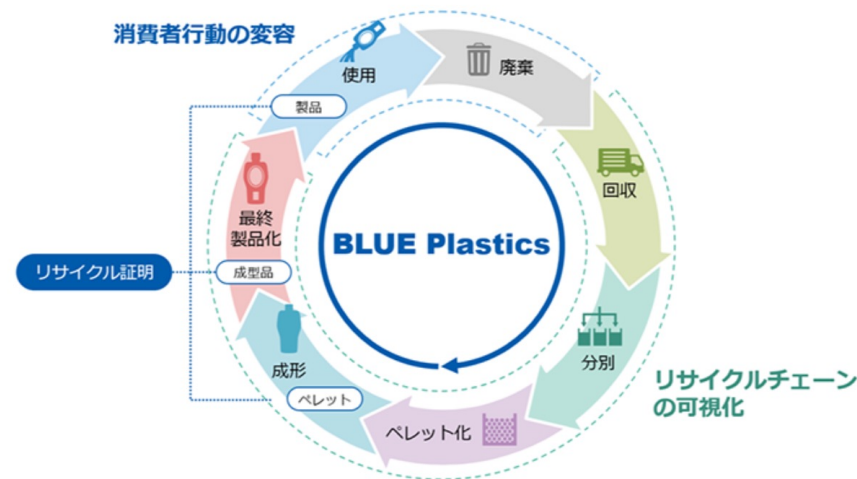 消費者行動の変容
使用
廃棄
製品
回収
最終
製品化
BLUE Plastics
リサイクル証明
成型品
分別
成形
リサイクルチェーン
の可視化
ペレット
ペレット化